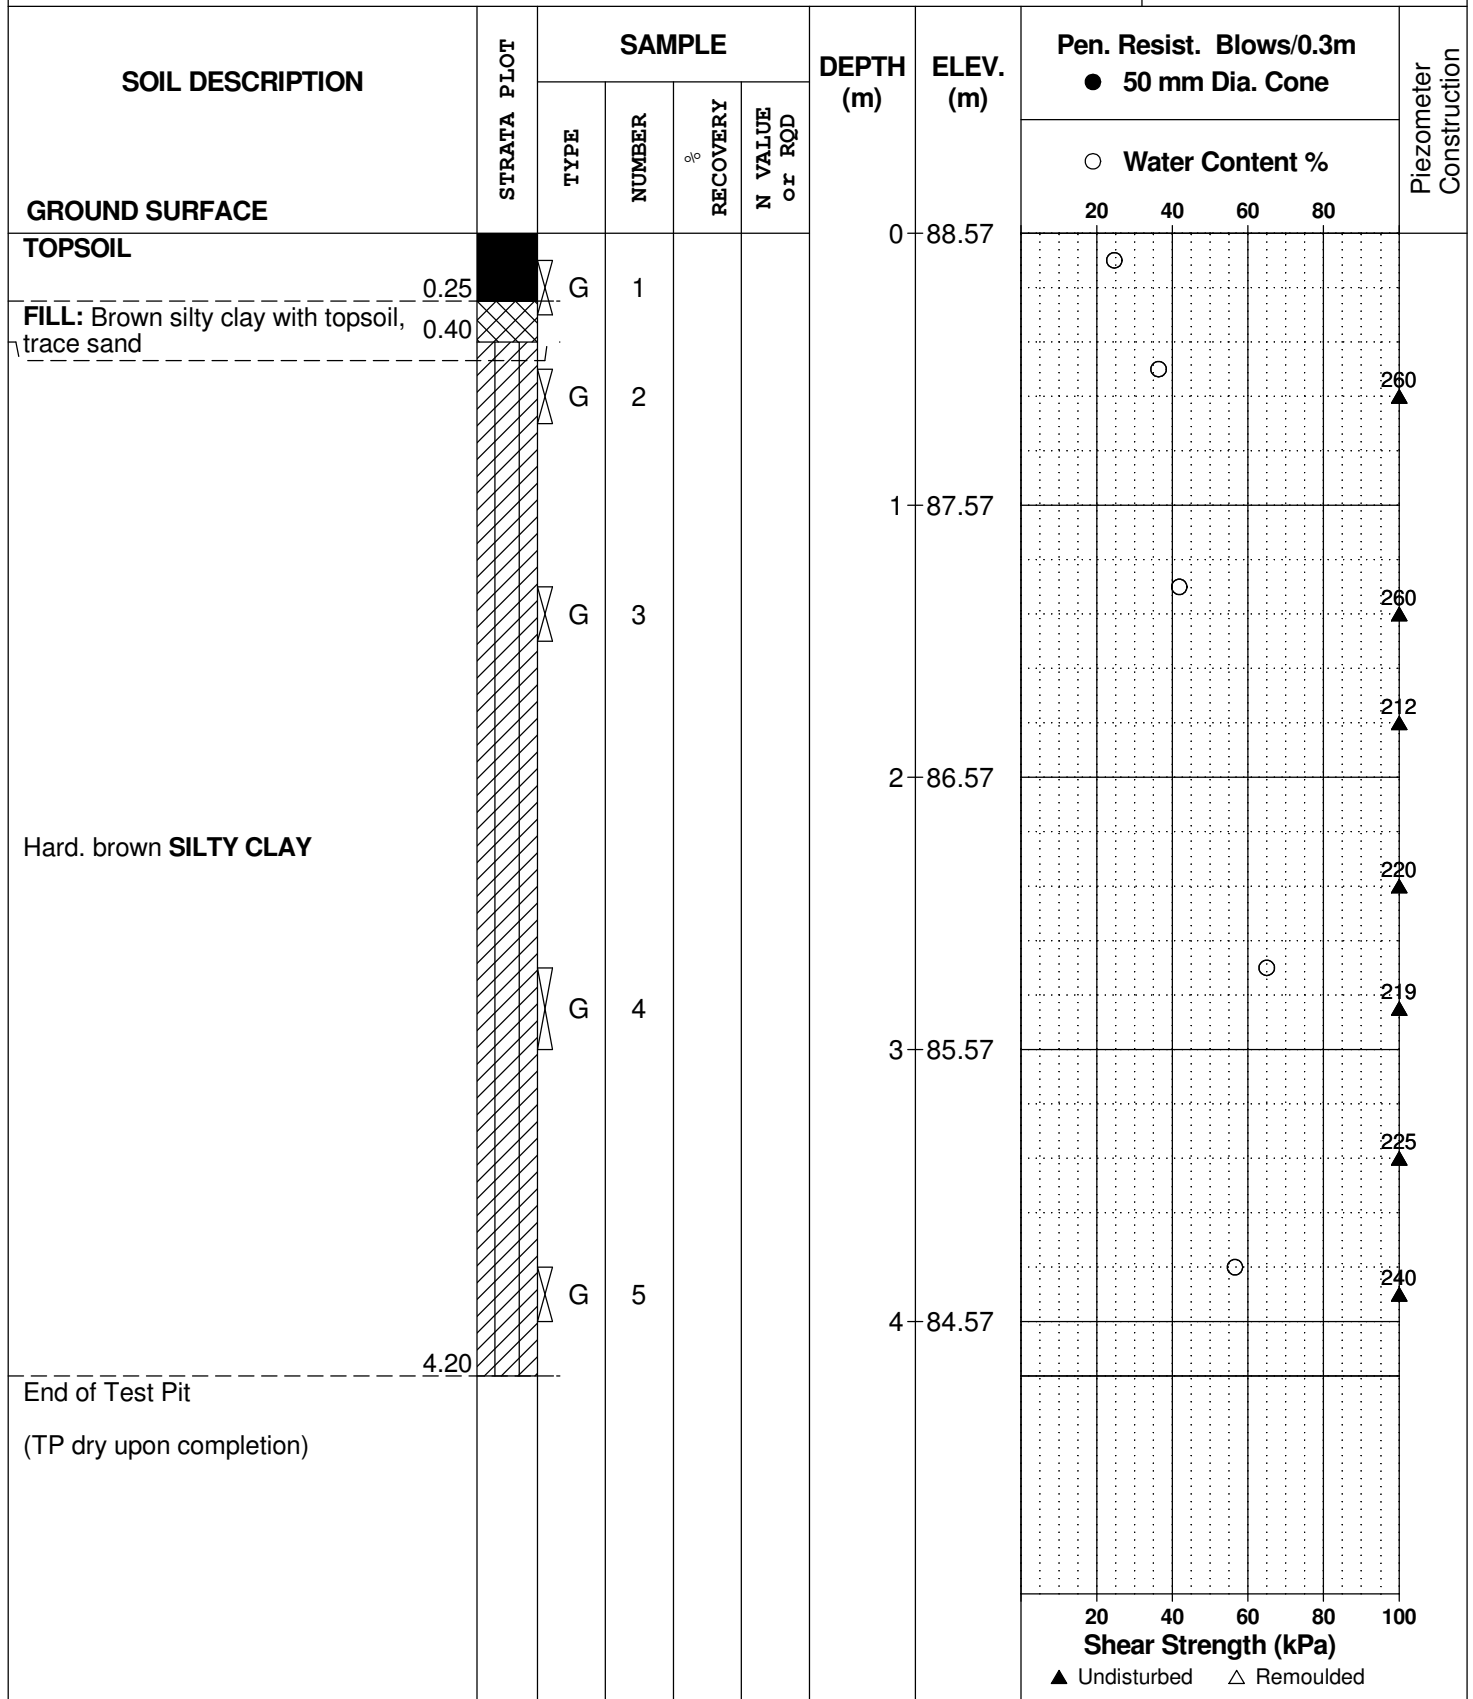 SOIL DESCRIPTION
GROUND SURFACE
STRATA PLOT
SAMPLE
TYPE
NUMBER
%
RECOVERY
N VALUE
or RQD
DEPTH
(m)
ELEV.
(m)
Pen. Resist. Blows/0.3m
● 50 mm Dia. Cone
○ Water Content %
20 40 60 80
Piezometer
Construction
0 88.57
TOPSOIL
0.25
G 1
FILL: Brown silty clay with topsoil,
trace sand
0.40
G 2
260
1 87.57
G 3
260
212
2 86.57
Hard. brown SILTY CLAY
220
G 4
219
3 85.57
225
G 5
240
4 84.57
4.20
End of Test Pit
(TP dry upon completion)
20 40 60 80 100
Shear Strength (kPa)
▲ Undisturbed △ Remoulded